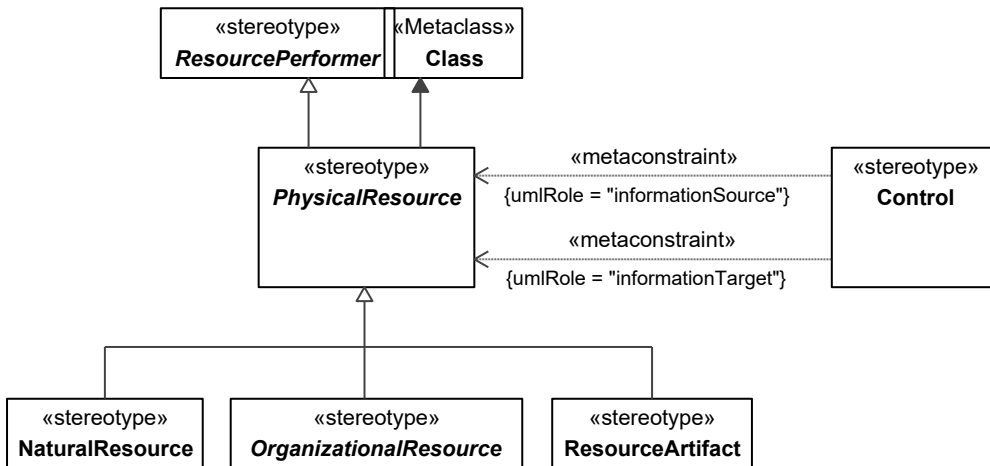 «stereotype»
ResourcePerformer
«Metaclass»
Class
«stereotype»
PhysicalResource
«metaconstraint»
{umlRole = "informationSource"}
«metaconstraint»
{umlRole = "informationTarget"}
«stereotype»
Control
«stereotype»
NaturalResource
«stereotype»
OrganizationalResource
«stereotype»
ResourceArtifact